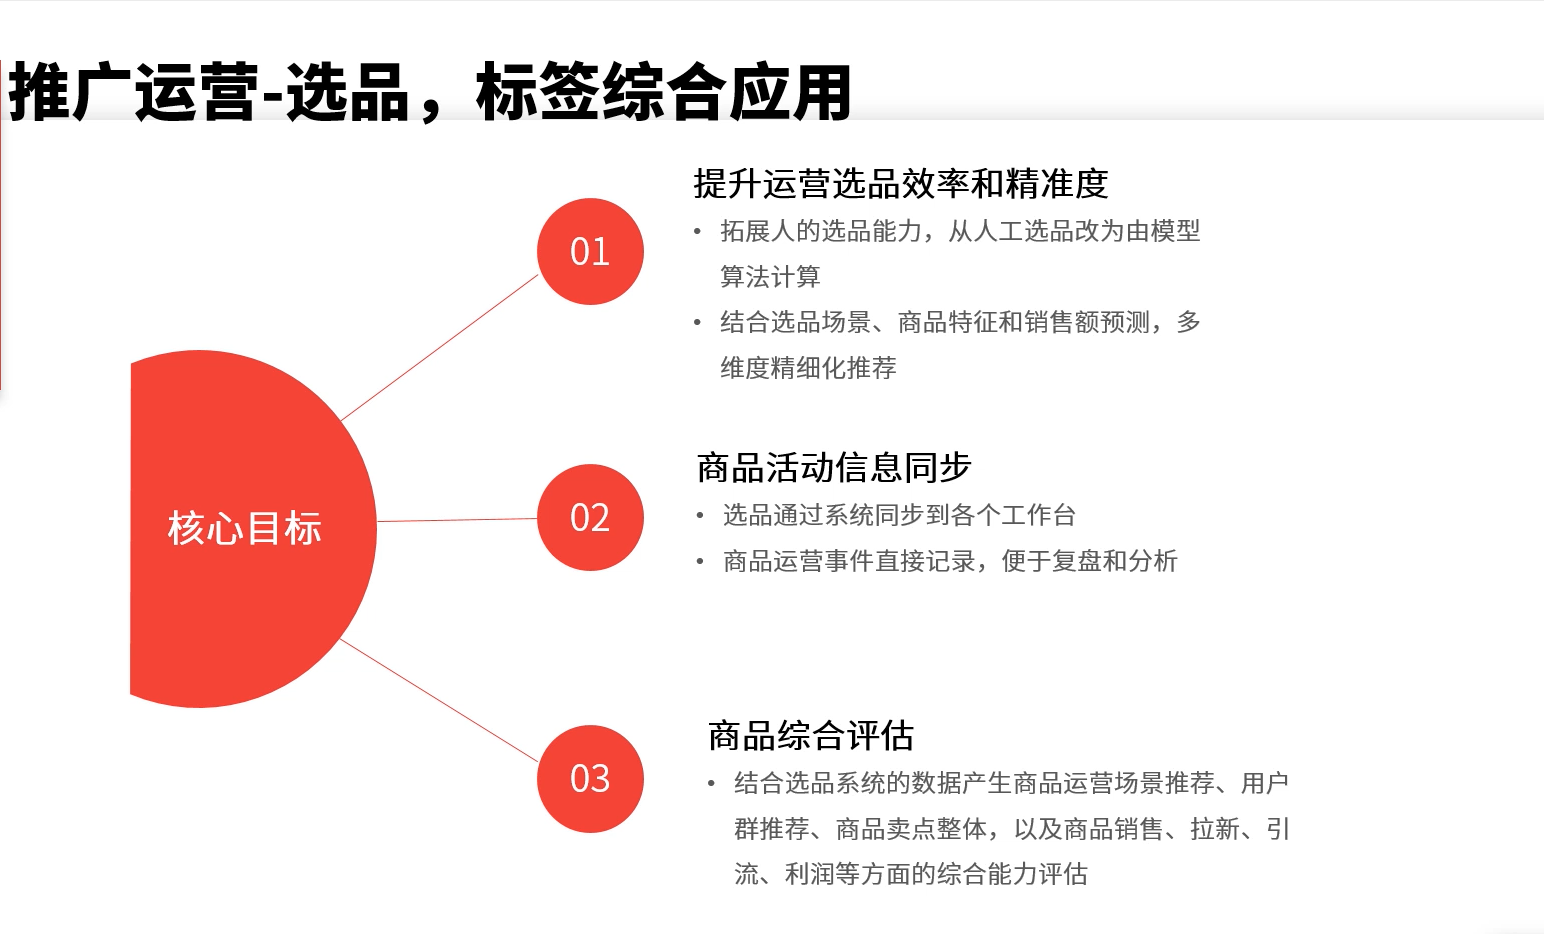 推广运营-选品，标签综合应用
核心目标
01
提升运营选品效率和精准度
• 拓展人的选品能力，从人工选品改为由模型
算法计算
• 结合选品场景、商品特征和销售额预测，多
维度精细化推荐
02
商品活动信息同步
• 选品通过系统同步到各个工作台
• 商品运营事件直接记录，便于复盘和分析
03
商品综合评估
• 结合选品系统的数据产生商品运营场景推荐、用户
群推荐、商品卖点整体，以及商品销售、拉新、引
流、利润等方面的综合能力评估